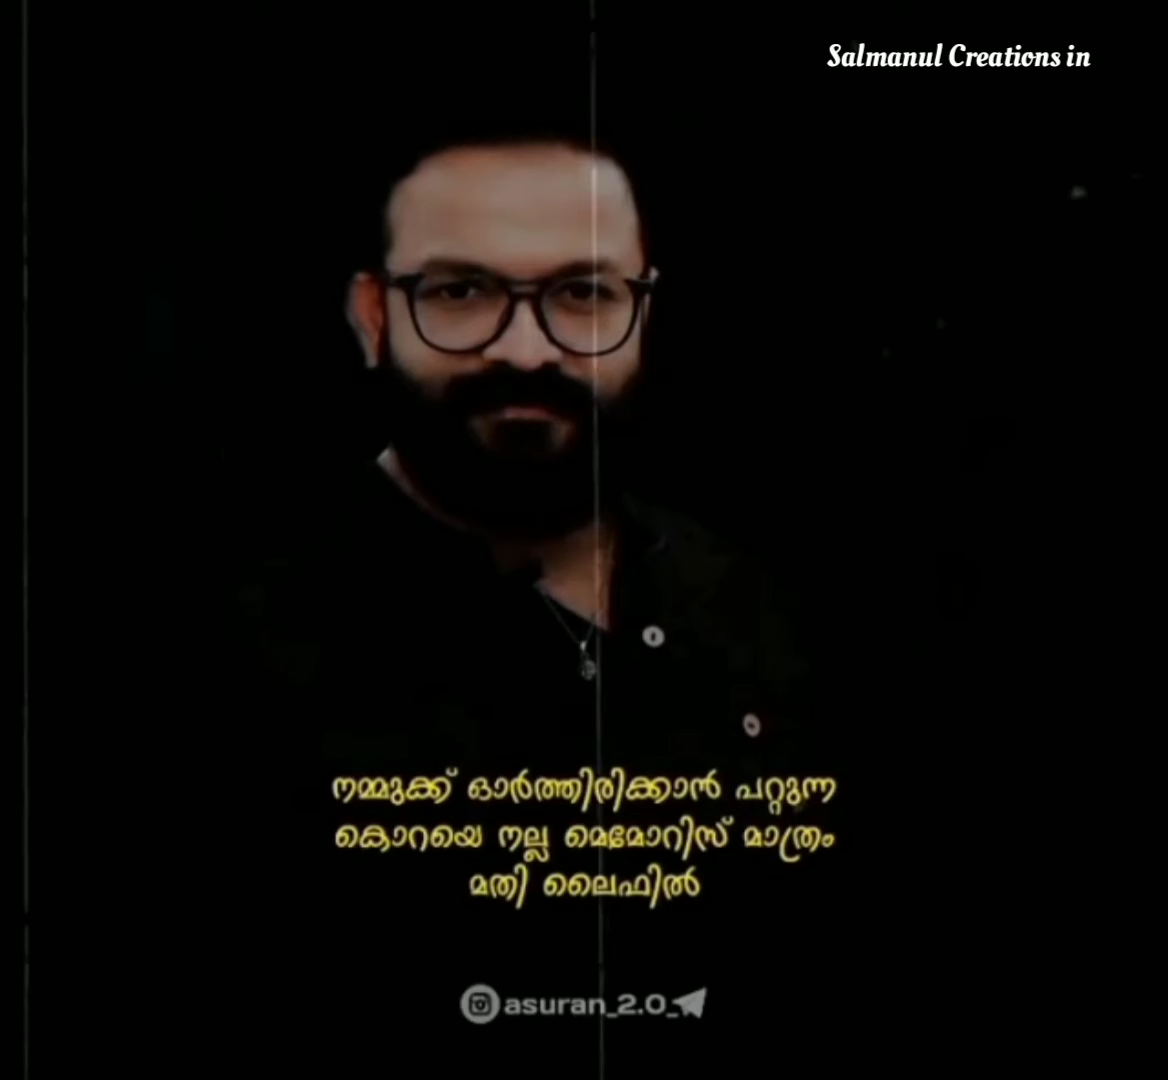 Salmanul Creations in
നമ്മുക്ക് ഓർത്തിരിക്കാൻ പറ്റുന്ന
കൊറയെ നല്ല മെമോറിസ് മാത്രം
മതി ലൈഫിൽ
asuran_2.0_